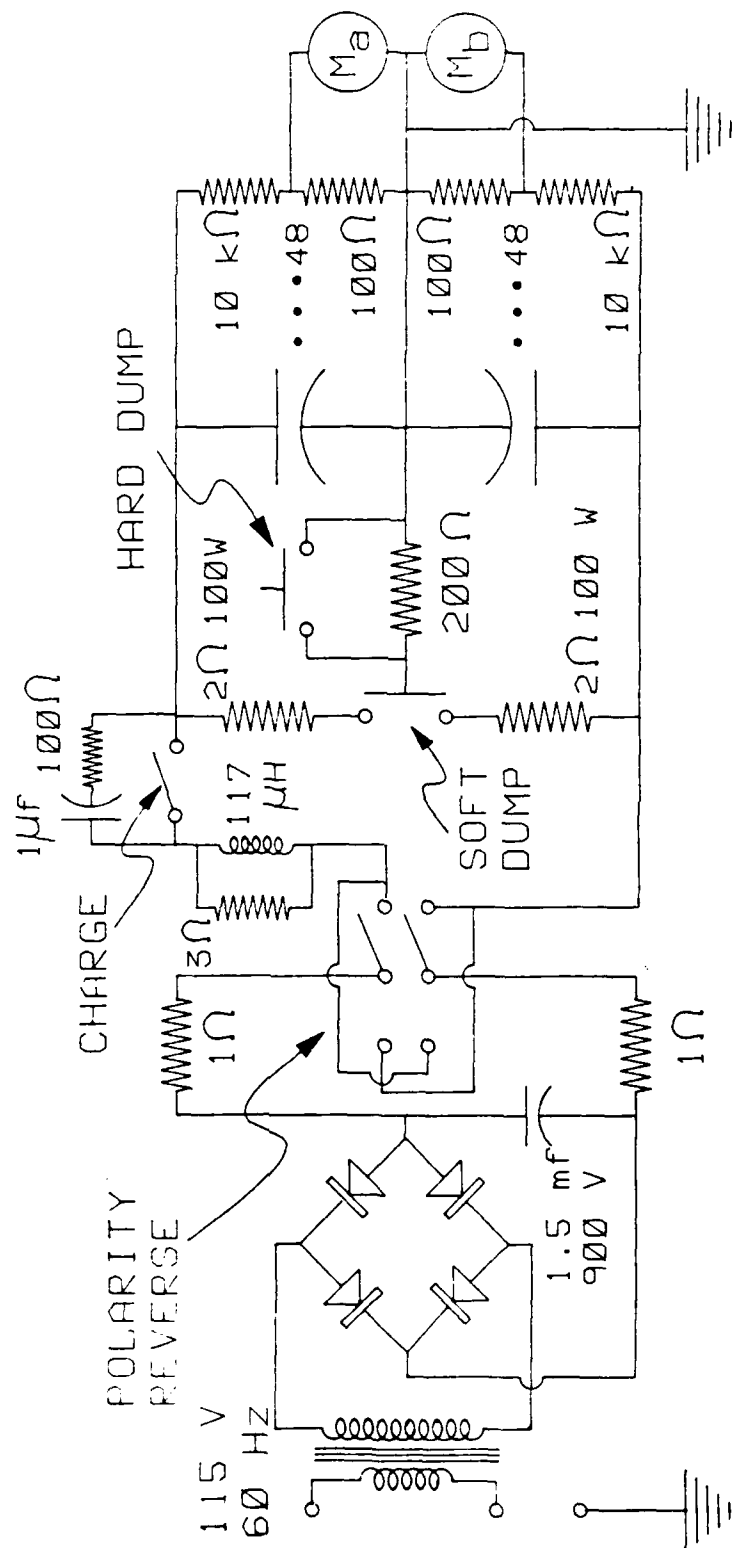 115 V
60 Hz
POLARITY
REVERSE
CHARGE
1µf
100Ω
1Ω
3Ω
117
µH
1.5 mf
900 V
1Ω
SOFT
DUMP
2Ω 100W
2Ω 100 W
HARD DUMP
200 Ω
10 kΩ
•••48
100Ω
100Ω
•••48
10 kΩ
Ma
Mb